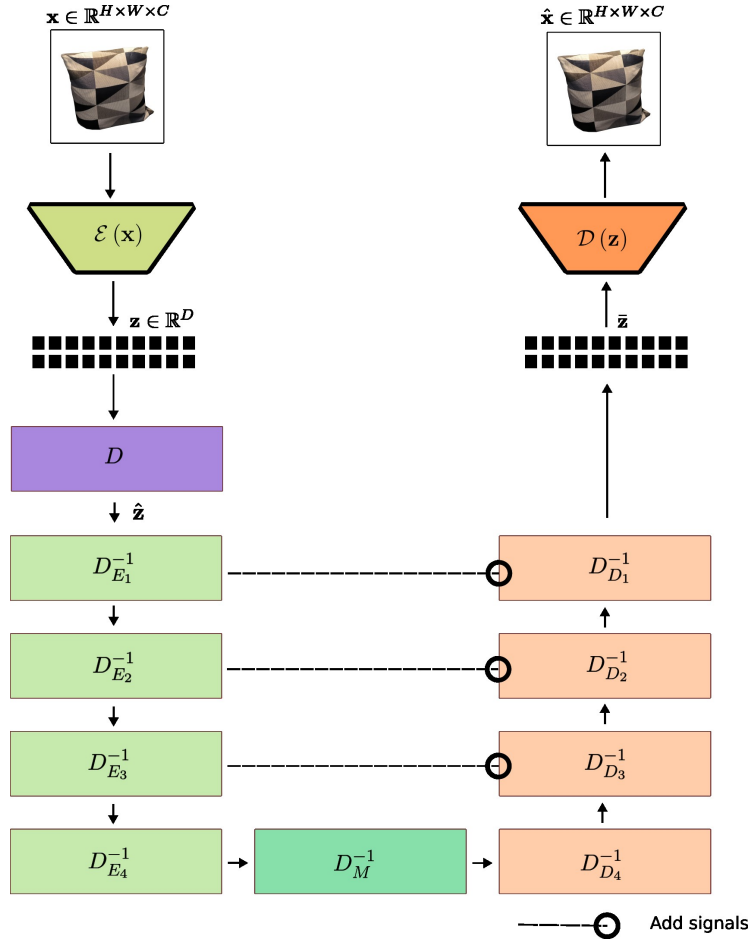 x ∈ ℝ^{H×W×C}
x̂ ∈ ℝ^{H×W×C}
ℰ(x)
𝒟(z)
z ∈ ℝ^D
z̄
D
ẑ
D_{E_1}^{-1}
D_{D_1}^{-1}
D_{E_2}^{-1}
D_{D_2}^{-1}
D_{E_3}^{-1}
D_{D_3}^{-1}
D_{E_4}^{-1}
D_M^{-1}
D_{D_4}^{-1}
Add signals